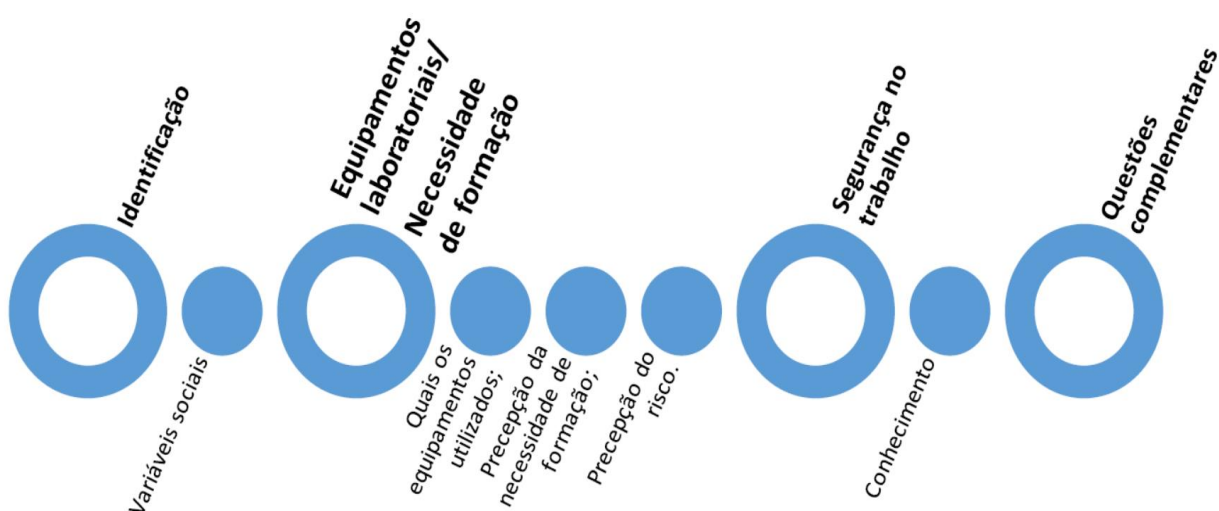 Identificação
Variáveis sociais
Equipamentos
laboratoriais/
Necessidade
de formação
Quais os
equipamentos
utilizados;
Precepção da
necessidade de
formação;
Precepção do
risco.
Segurança no
trabalho
Conhecimento
Questões
complementares